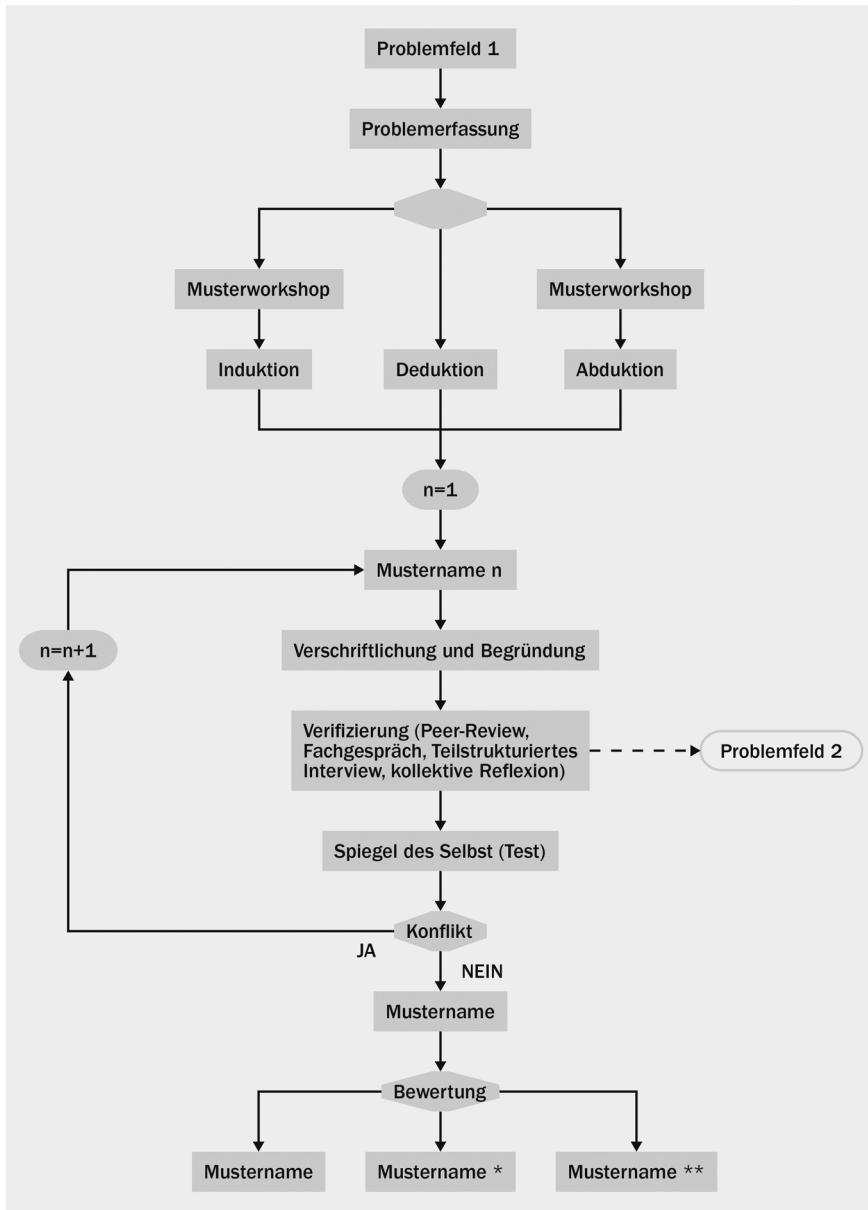 Problemfeld 1
Problemerfassung
Musterworkshop
Musterworkshop
Induktion
Deduktion
Abduktion
n=1
Mustername n
n=n+1
Verschriftlichung und Begründung
Verifizierung (Peer-Review,
Fachgespräch, Teilstrukturiertes
Interview, kollektive Reflexion)
Problemfeld 2
Spiegel des Selbst (Test)
Konflikt
JA
NEIN
Mustername
Bewertung
Mustername
Mustername *
Mustername **